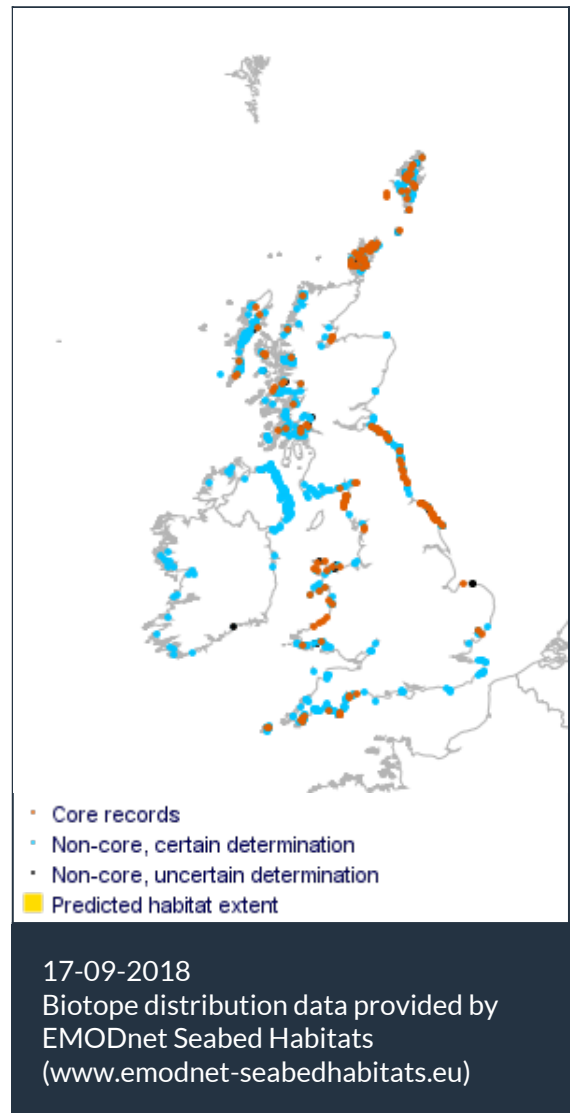 Core records
Non-core, certain determination
Non-core, uncertain determination
Predicted habitat extent
17-09-2018
Biotope distribution data provided by
EMODnet Seabed Habitats
(www.emodnet-seabedhabitats.eu)